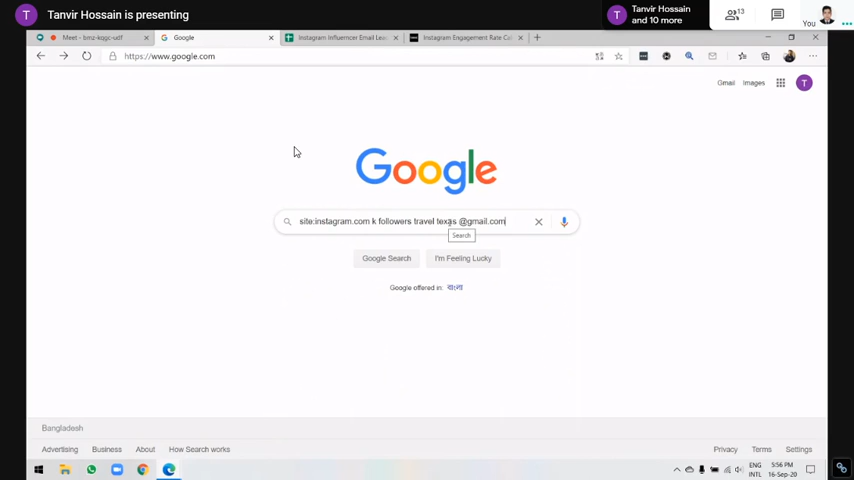 T Tanvir Hossain is presenting
T Tanvir Hossain and 10 more
13
You
Meet - bmz-kqgc-udf
Google
Instagram Influencer Email Lea
Instagram Engagement Rate Cal
https://www.google.com
Gmail Images T
Google
site:instagram.com k followers travel texas @gmail.com
Search
Google Search I'm Feeling Lucky
Google offered in: বাংলা
Bangladesh
Advertising Business About How Search works
Privacy Terms Settings
ENG
INTL
5:56 PM
16-Sep-20